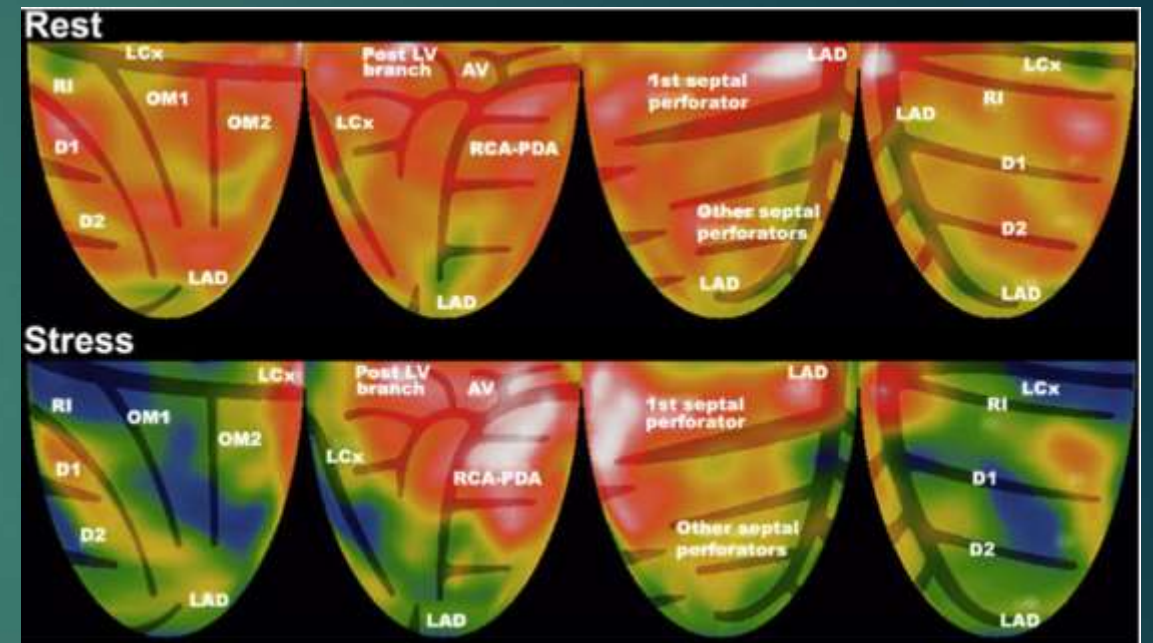 Rest
LCx
RI
OM1
OM2
D1
D2
LAD
Post LV
branch
AV
LCx
RCA-PDA
LAD
LAD
1st septal
perforator
Other septal
perforators
LAD
LCx
RI
LAD
D1
D2
LAD
Stress
LCx
RI
OM1
OM2
D1
D2
LAD
Post LV
branch
AV
LCx
RCA-PDA
LAD
LAD
1st septal
perforator
Other septal
perforators
LCx
RI
D1
D2
LAD